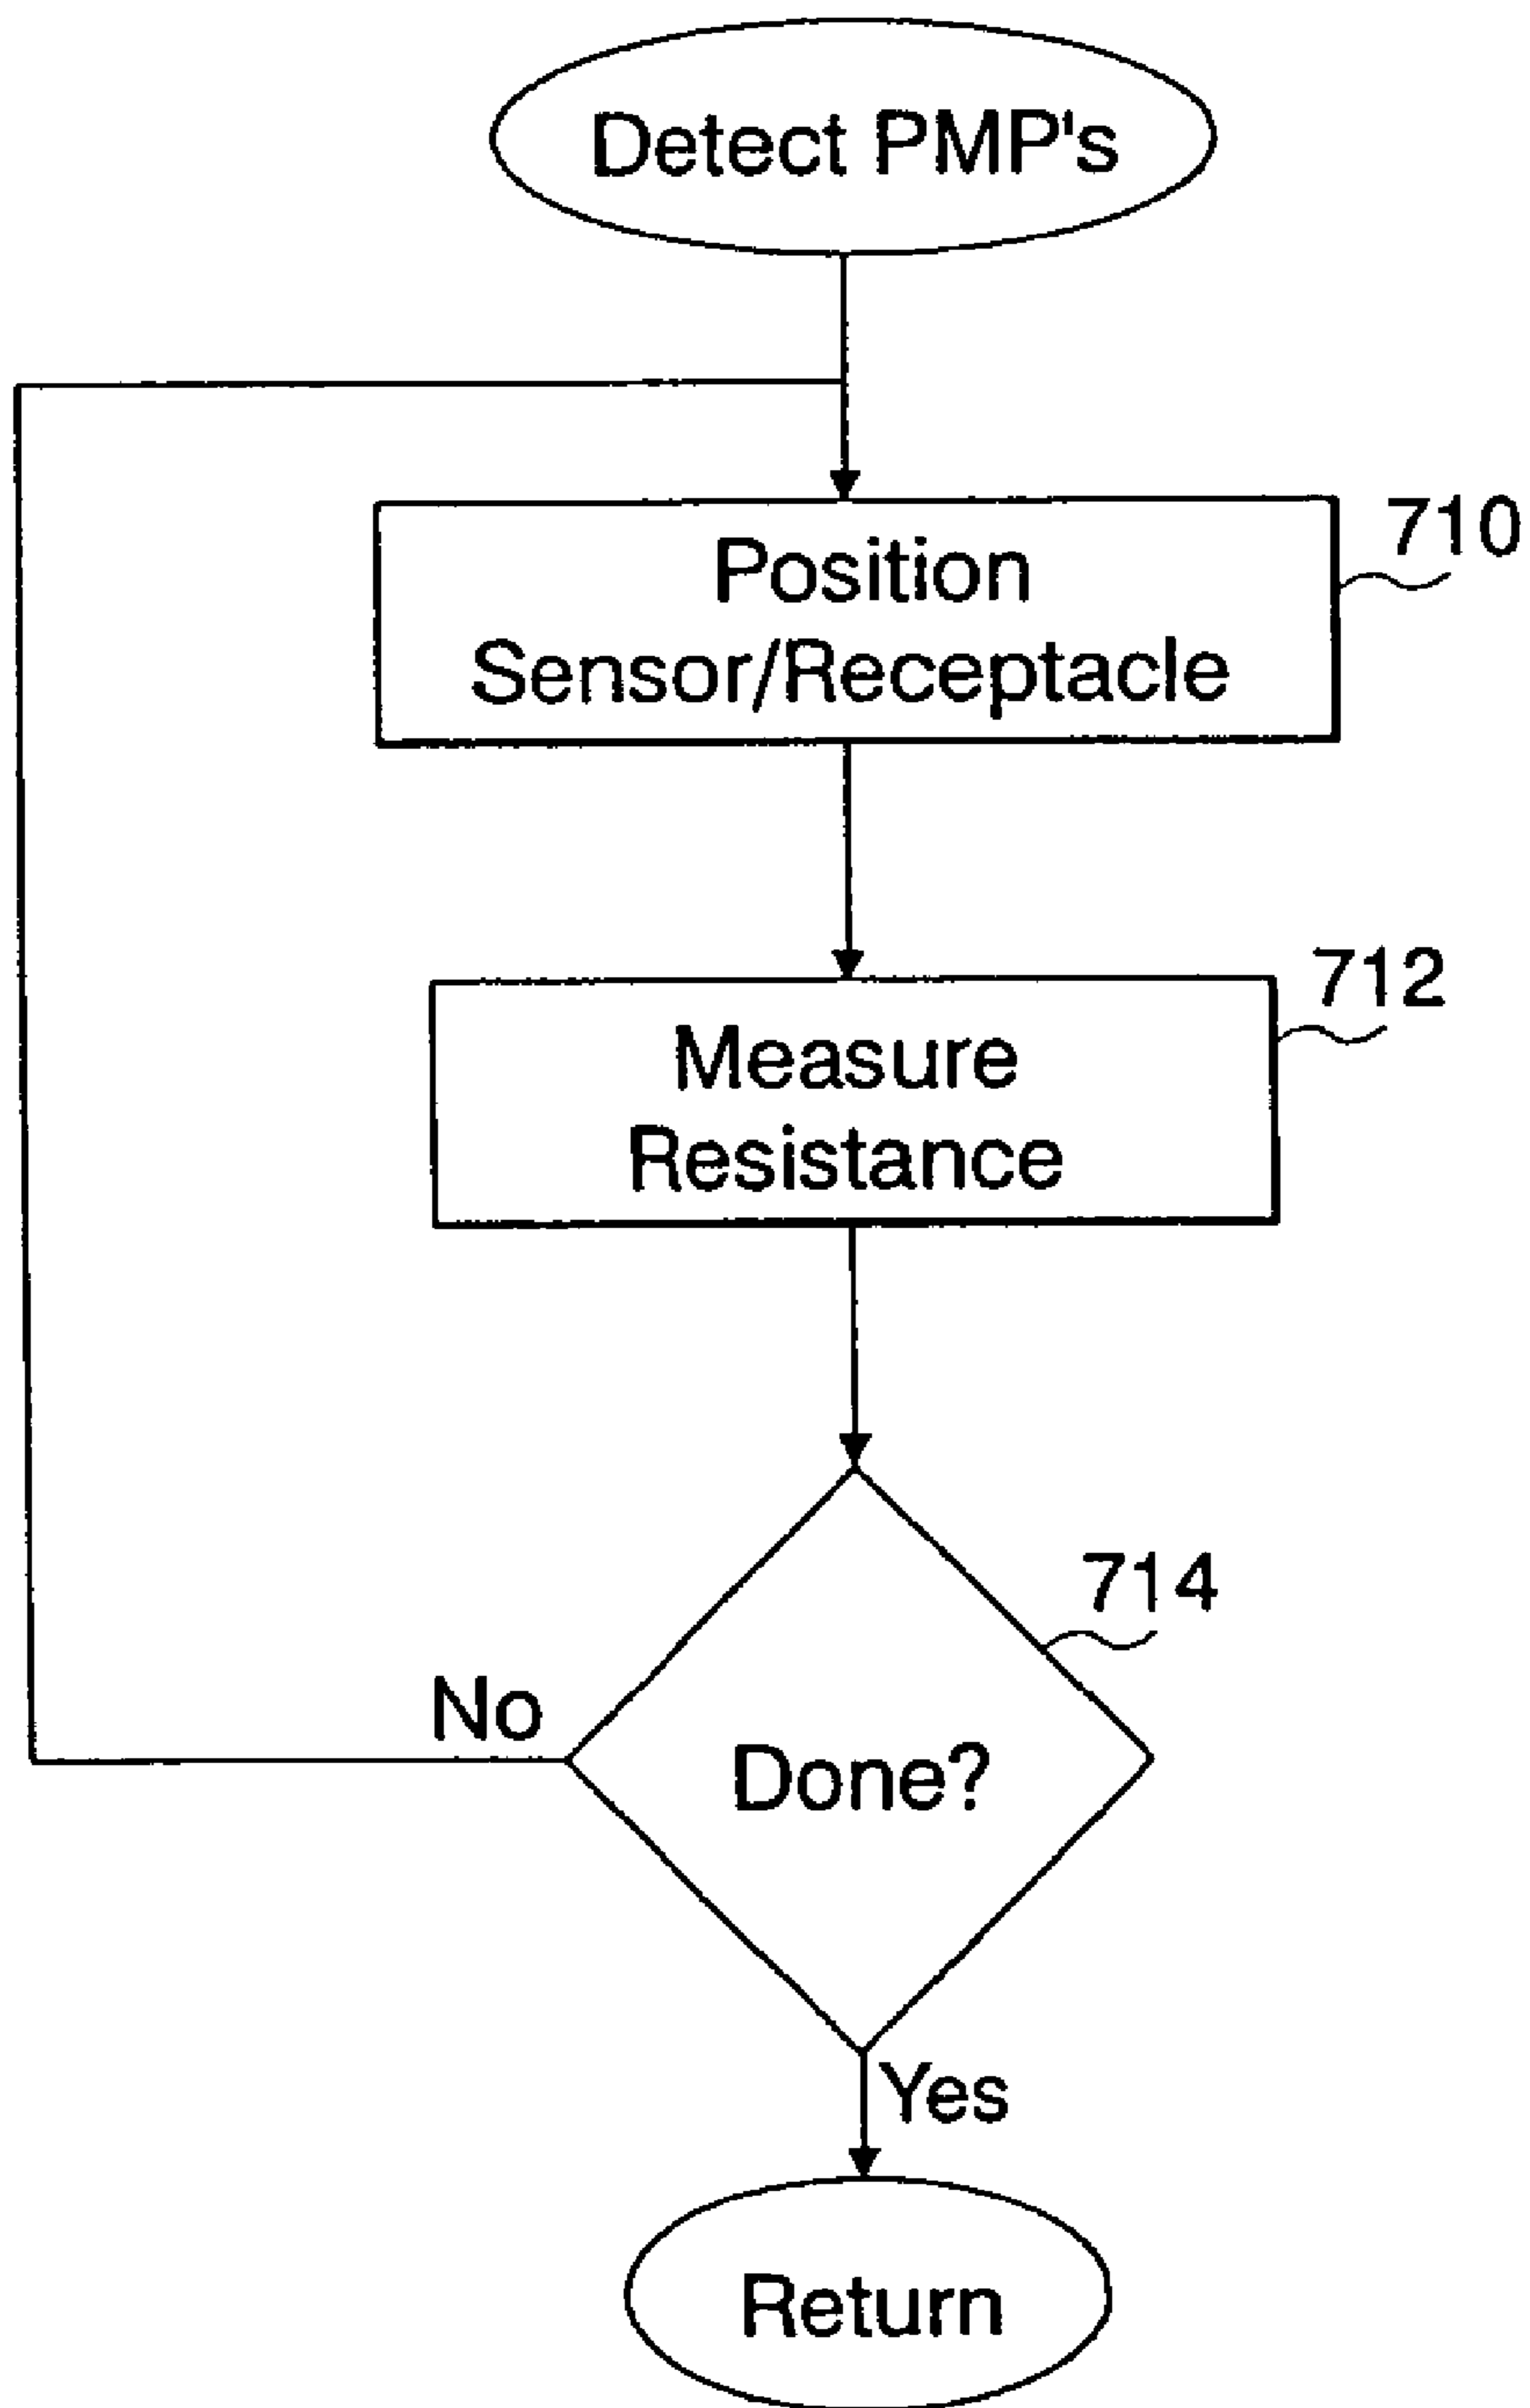 Detect PMP's
710
Position
Sensor/Receptacle
712
Measure
Resistance
714
No
Done?
Yes
Return